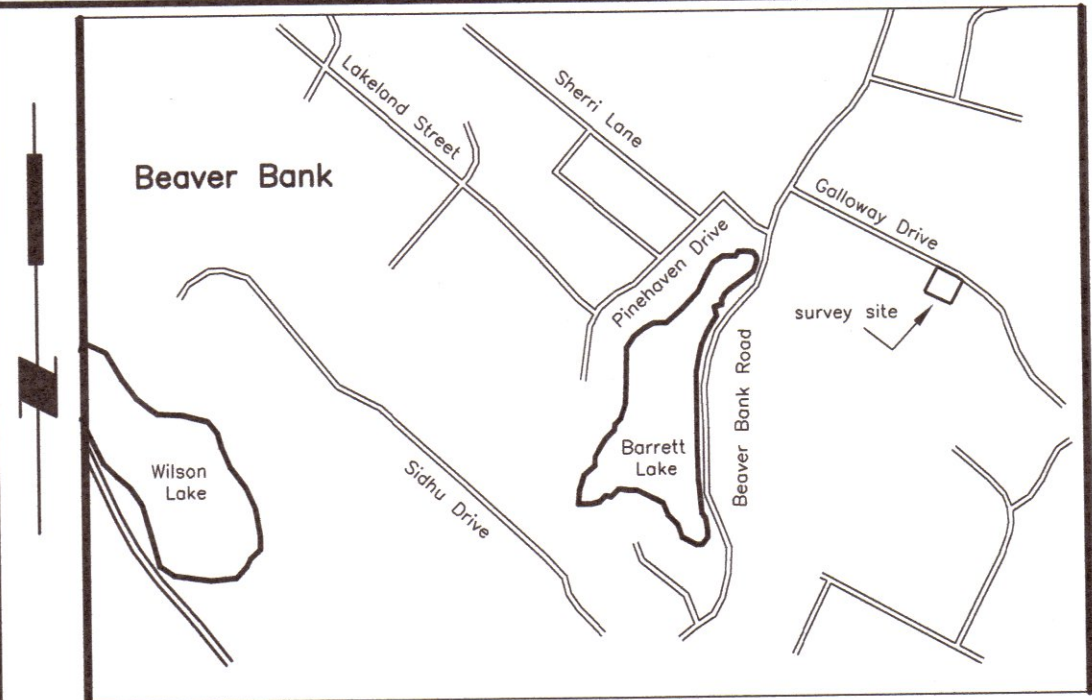 Lakeland Street
Sherri Lane
Beaver Bank
Galloway Drive
Pinehaven Drive
survey site
Beaver Bank Road
Barrett
Lake
Wilson
Lake
Sidhu Drive